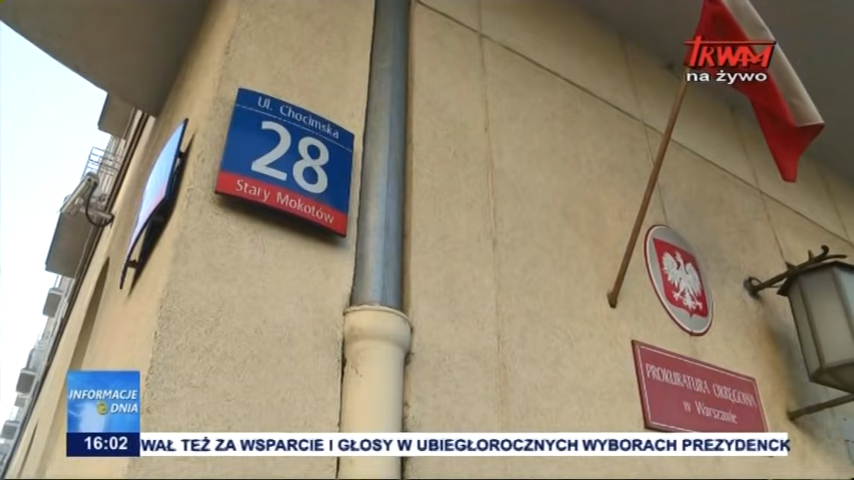 TRWAM
na żywo
Ul. Chocimska
28
Stary Mokotów
PROKURATURA OKRĘGOWA
w Warszawie
INFORMACJE
DNIA
16:02 WAŁ TEŻ ZA WSPARCIE I GŁOSY W UBIEGŁOROCZNYCH WYBORACH PREZYDENCK